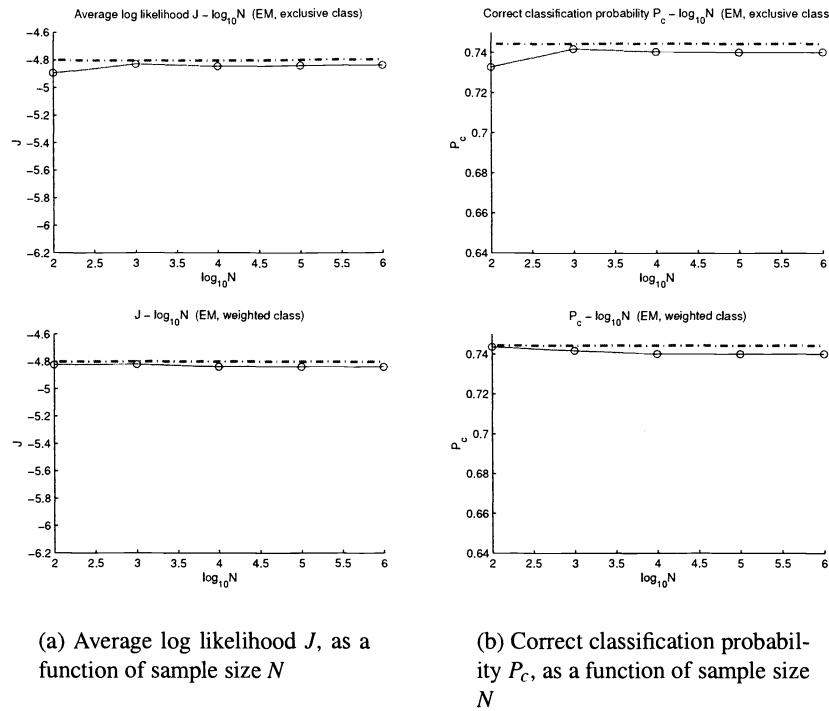 Average log likelihood J – log10N (EM, exclusive class)
-4.6
-4.8
-5
-5.2
-5.4
-5.6
-5.8
-6
-6.2
J
2 2.5 3 3.5 4 4.5 5 5.5 6
log10N
Correct classification probability Pc – log10N (EM, exclusive class
0.74
0.72
0.7
0.68
0.66
0.64
Pc
2 2.5 3 3.5 4 4.5 5 5.5 6
log10N
J – log10N (EM, weighted class)
-4.6
-4.8
-5
-5.2
-5.4
-5.6
-5.8
-6
-6.2
J
2 2.5 3 3.5 4 4.5 5 5.5 6
log10N
Pc – log10N (EM, weighted class)
0.74
0.72
0.7
0.68
0.66
0.64
Pc
2 2.5 3 3.5 4 4.5 5 5.5 6
log10N
(a) Average log likelihood J, as a
function of sample size N
(b) Correct classification probabil-
ity Pc, as a function of sample size
N